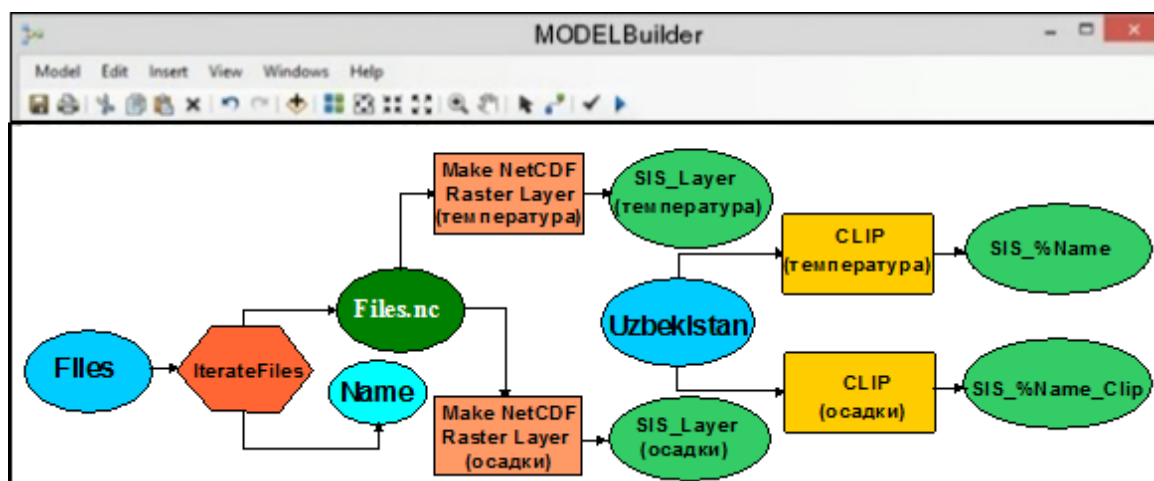 MODELBuilder
Model Edit Insert View Windows Help
Make NetCDF
Raster Layer
(температура)
SIS_Layer
(температура)
CLIP
(температура)
SIS_%Name
Files.nc
Uzbekistan
Files
IterateFiles
Name
CLIP
(осадки)
SIS_%Name_Clip
Make NetCDF
Raster Layer
(осадки)
SIS_Layer
(осадки)